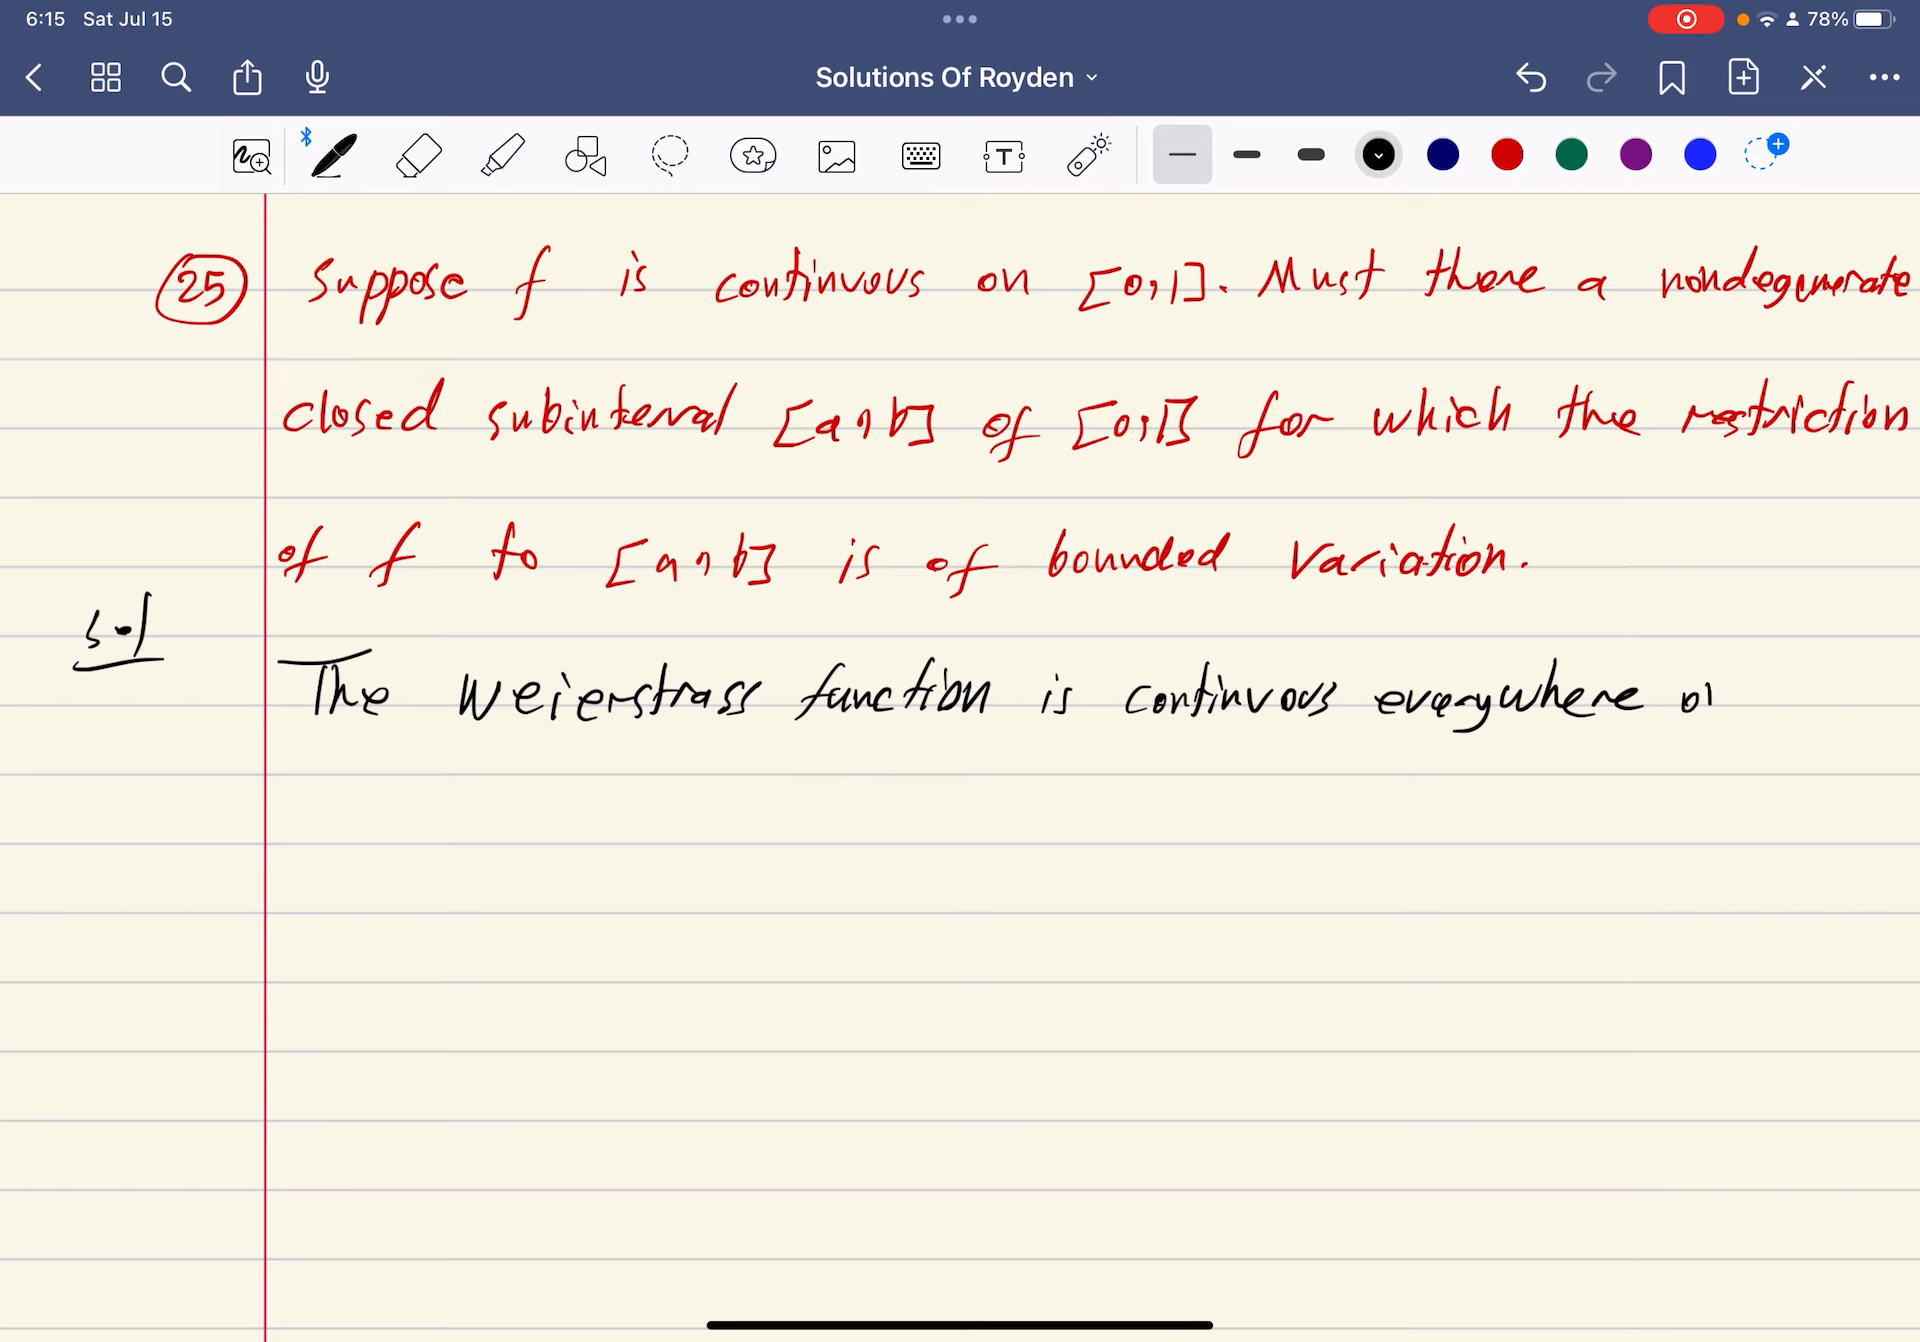 6:15 Sat Jul 15
78%
Solutions Of Royden
25 Suppose f is continuous on [0,1]. Must there a nondegenerate
closed subinterval [a,b] of [0,1] for which the restriction
of f to [a,b] is of bounded variation.
sol
The Weierstrass function is continuous everywhere